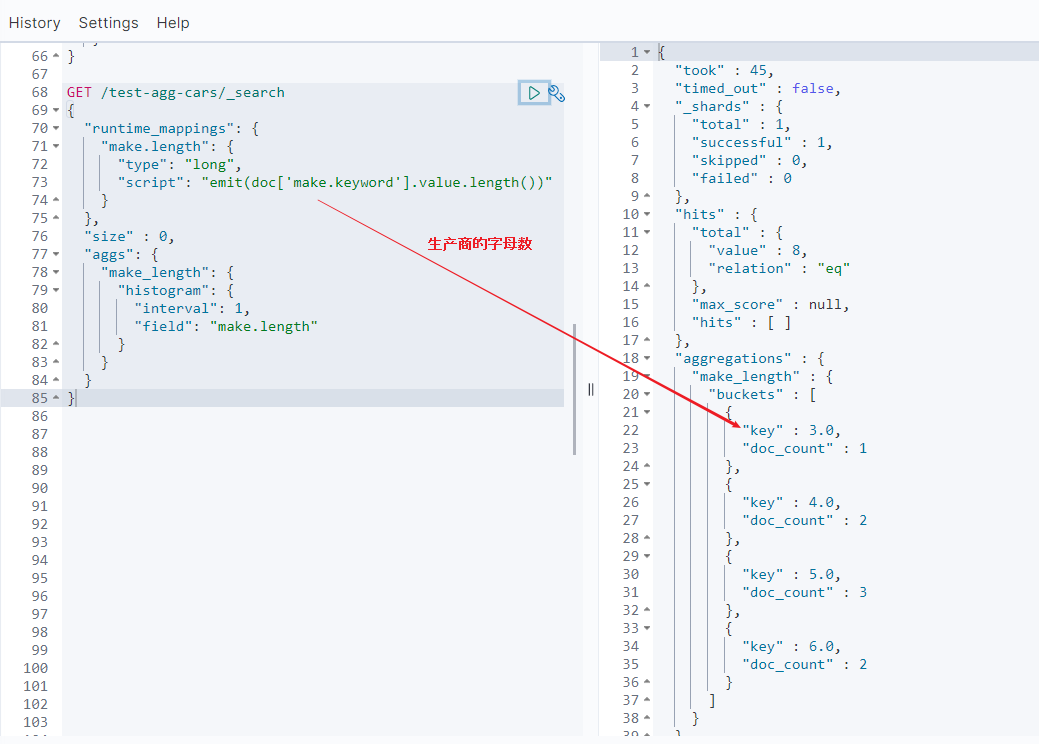 History Settings Help
66 }
67
68 GET /test-agg-cars/_search
69 {
70 "runtime_mappings": {
71 "make.length": {
72 "type": "long",
73 "script": "emit(doc['make.keyword'].value.length())"
74 }
75 },
76 "size" : 0,
77 "aggs": {
78 "make_length": {
79 "histogram": {
80 "interval": 1,
81 "field": "make.length"
82 }
83 }
84 }
85 }
86
87
88
89
90
91
92
93
94
95
96
97
98
99
100
101
102
103
生产商的字母数
1 {
2 "took" : 45,
3 "timed_out" : false,
4 "_shards" : {
5 "total" : 1,
6 "successful" : 1,
7 "skipped" : 0,
8 "failed" : 0
9 },
10 "hits" : {
11 "total" : {
12 "value" : 8,
13 "relation" : "eq"
14 },
15 "max_score" : null,
16 "hits" : [ ]
17 },
18 "aggregations" : {
19 "make_length" : {
20 "buckets" : [
21 {
22 "key" : 3.0,
23 "doc_count" : 1
24 },
25 {
26 "key" : 4.0,
27 "doc_count" : 2
28 },
29 {
30 "key" : 5.0,
31 "doc_count" : 3
32 },
33 {
34 "key" : 6.0,
35 "doc_count" : 2
36 }
37 ]
38 }